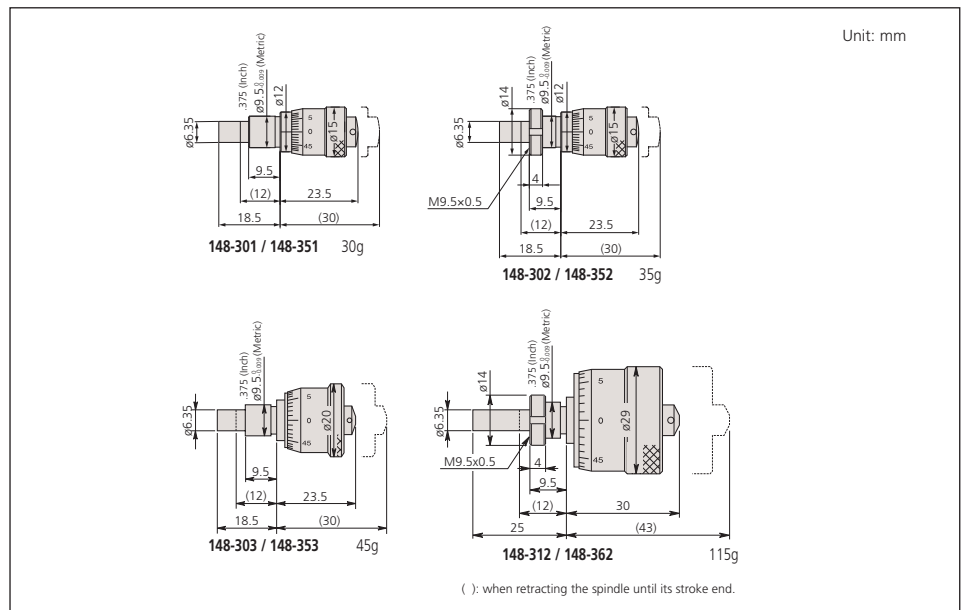 Unit: mm
.375 (Inch)
ø9.5 0 -0.009 (Metric)
ø12
ø6.35
5
0
45
ø15
9.5
(12)
23.5
18.5
(30)
148-301 / 148-351 30g
.375 (Inch)
ø9.5 0 -0.009 (Metric)
ø14
ø12
ø6.35
5
0
45
ø15
4
M9.5×0.5
9.5
(12)
23.5
18.5
(30)
148-302 / 148-352 35g
.375 (Inch)
ø9.5 0 -0.009 (Metric)
ø6.35
5
0
45
ø20
9.5
(12)
23.5
18.5
(30)
148-303 / 148-353 45g
.375 (Inch)
ø9.5 0 -0.009 (Metric)
ø14
ø6.35
5
0
45
ø29
M9.5x0.5
4
9.5
(12)
30
25
(43)
148-312 / 148-362 115g
( ): when retracting the spindle until its stroke end.